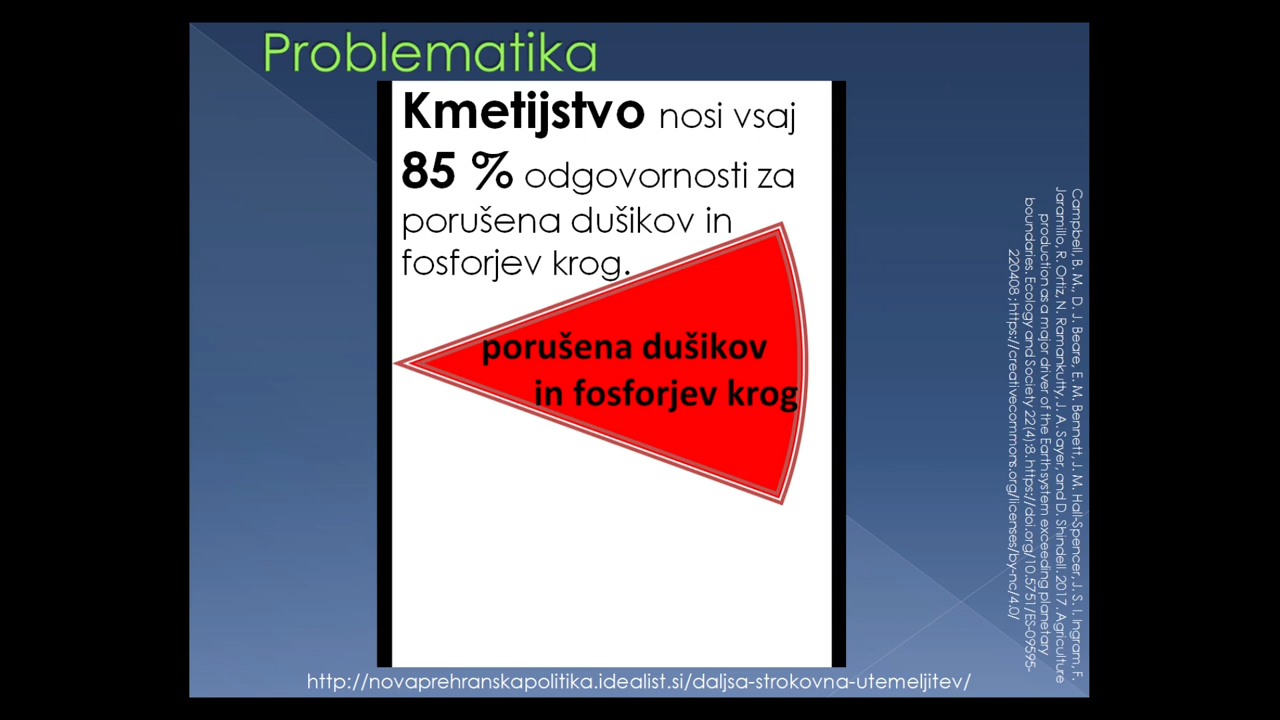 Problematika
Kmetijstvo nosi vsaj
85 % odgovornosti za
porušena dušikov in
fosforjev krog.
porušena dušikov
in fosforjev krog
Campbell, B. M., D. J. Beare, E. M. Bennett, J. M. Hall-Spencer, J. S. I. Ingram, F.
Jaramillo, R. Ortiz, N. Ramankutty, J. A. Sayer, and D. Shindell. 2017. Agriculture
production as a major driver of the Earth system exceeding planetary
boundaries. Ecology and Society 22(4):8. https://doi.org/10.5751/ES-09595-
220408 ; https://creativecommons.org/licenses/by-nc/4.0/
http://novaprehranskapolitika.idealist.si/daljsa-strokovna-utemeljitev/